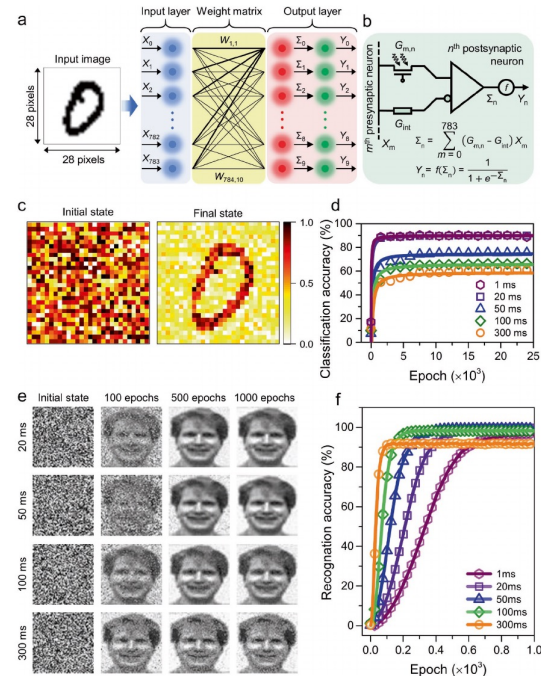 a
Input image
28 pixels
28 pixels
Input layer Weight matrix Output layer
X0 W1,1 Σ0 Y0
X1 Σ1 Y1
X2 Σ2 Y2
X782 Σ8 Y8
X783 Σ9 Y9
W784,10
b
mth presynaptic neuron
Gm,n
nth postsynaptic
neuron
Σn f Yn
Gint
Xm
783
Σn = ∑ (Gm,n – Gint) Xm
m = 0
Yn = f(Σn) = 1
1 + e–Σn
c
Initial state Final state
1.0
0.5
0.0
d
Classification accuracy (%)
100
80
60
40
20
0
1 ms
20 ms
50 ms
100 ms
300 ms
0 5 10 15 20 25
Epoch (×10³)
e
Initial state 100 epochs 500 epochs 1000 epochs
20 ms
50 ms
100 ms
300 ms
f
Recognation accuracy (%)
100
80
60
40
20
0
1ms
20ms
50ms
100ms
300ms
0.0 0.2 0.4 0.6 0.8 1.0
Epoch (×10³)